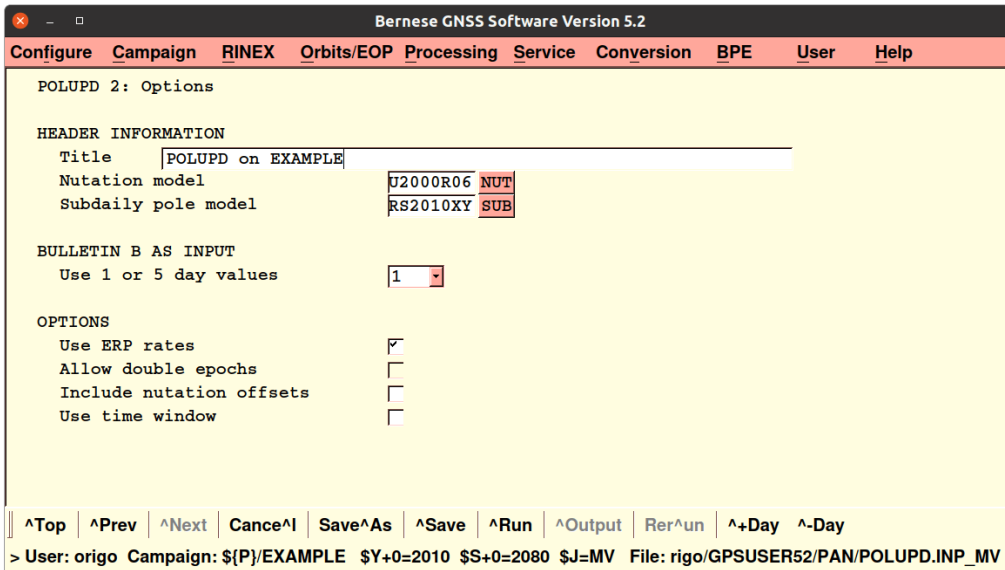 Bernese GNSS Software Version 5.2
Configure Campaign RINEX Orbits/EOP Processing Service Conversion BPE User Help
POLUPD 2: Options
HEADER INFORMATION
Title POLUPD on EXAMPLE
Nutation model U2000R06 NUT
Subdaily pole model RS2010XY SUB
BULLETIN B AS INPUT
Use 1 or 5 day values 1
OPTIONS
Use ERP rates
Allow double epochs
Include nutation offsets
Use time window
^Top ^Prev ^Next Cance^l Save^As ^Save ^Run ^Output Rer^un ^+Day ^-Day
> User: origo Campaign: ${P}/EXAMPLE $Y+0=2010 $S+0=2080 $J=MV File: rigo/GPSUSER52/PAN/POLUPD.INP_MV